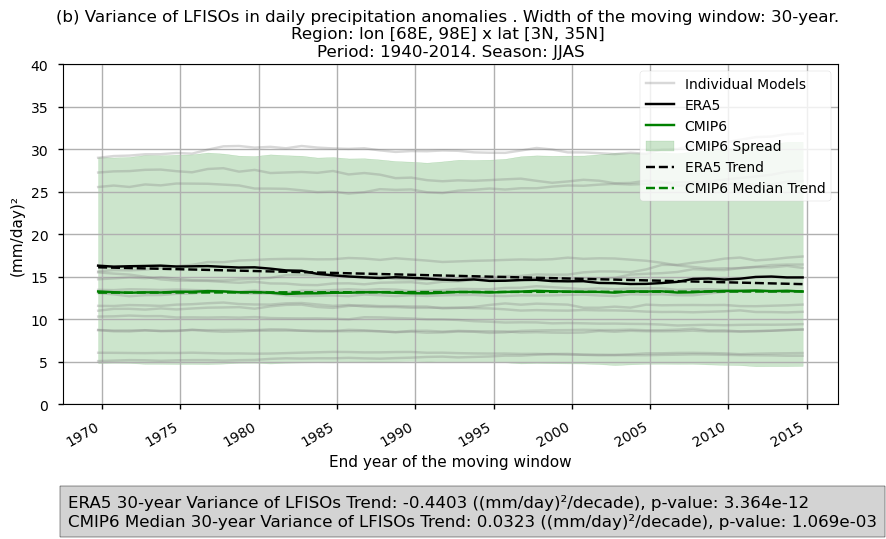 (b) Variance of LFISOs in daily precipitation anomalies . Width of the moving window: 30-year.
Region: lon [68E, 98E] x lat [3N, 35N]
Period: 1940-2014. Season: JJAS
(mm/day)²
40
35
30
25
20
15
10
5
0
Individual Models
ERA5
CMIP6
CMIP6 Spread
ERA5 Trend
CMIP6 Median Trend
1970
1975
1980
1985
1990
1995
2000
2005
2010
2015
End year of the moving window
ERA5 30-year Variance of LFISOs Trend: -0.4403 ((mm/day)²/decade), p-value: 3.364e-12
CMIP6 Median 30-year Variance of LFISOs Trend: 0.0323 ((mm/day)²/decade), p-value: 1.069e-03